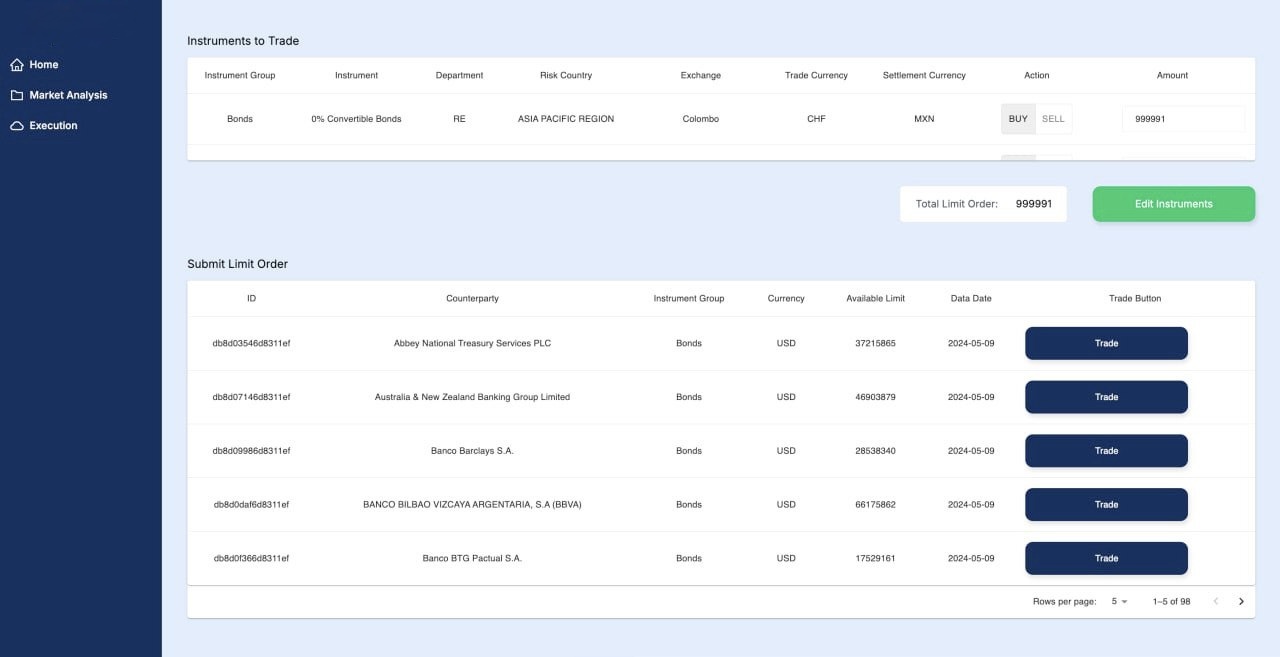 Home
Market Analysis
Execution
Instruments to Trade
Instrument Group Instrument Department Risk Country Exchange Trade Currency Settlement Currency Action Amount
Bonds 0% Convertible Bonds RE ASIA PACIFIC REGION Colombo CHF MXN BUY SELL 999991
Total Limit Order: 999991 Edit Instruments
Submit Limit Order
ID Counterparty Instrument Group Currency Available Limit Data Date Trade Button
db8d03546d8311ef Abbey National Treasury Services PLC Bonds USD 37215865 2024-05-09 Trade
db8d07146d8311ef Australia & New Zealand Banking Group Limited Bonds USD 46903879 2024-05-09 Trade
db8d09986d8311ef Banco Barclays S.A. Bonds USD 28538340 2024-05-09 Trade
db8d0daf6d8311ef BANCO BILBAO VIZCAYA ARGENTARIA, S.A (BBVA) Bonds USD 66175862 2024-05-09 Trade
db8d0f366d8311ef Banco BTG Pactual S.A. Bonds USD 17529161 2024-05-09 Trade
Rows per page: 5 1–5 of 98